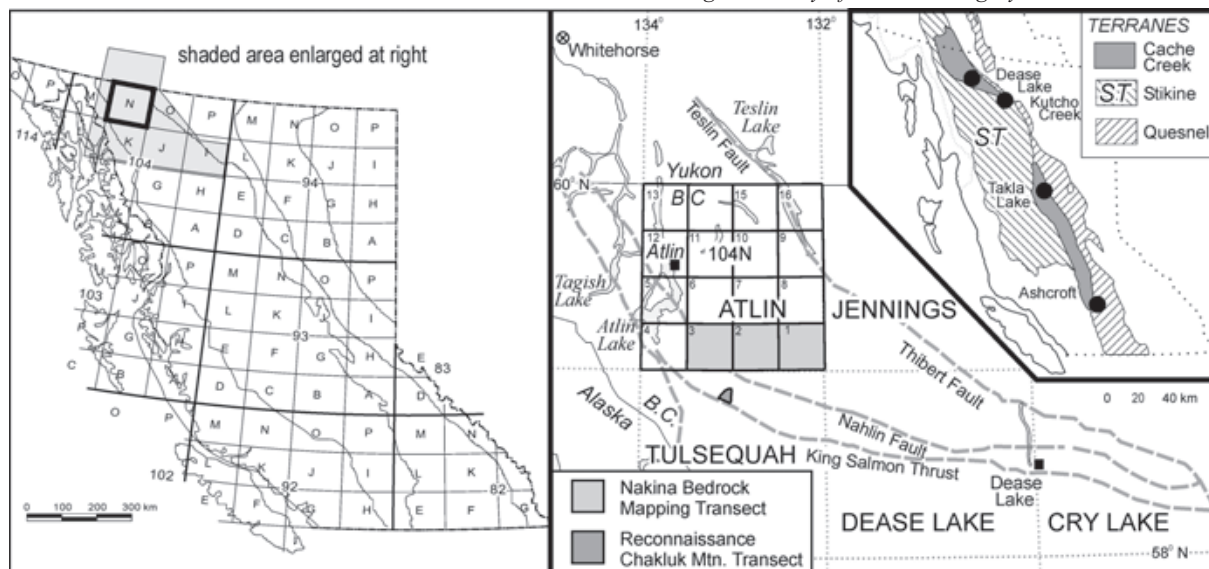 shaded area enlarged at right
O P M N O P M N O P
114
K J I L K J I
104
94
G H E F G H
B A D C B A
O P M N O P
103
J I L K J I
93
G H E F G H E
83
C B A D C B A D
O P M N O P M N
102
L K J I L K
92
82
E F G H E F G
0 100 200 300 km
134°
132°
Whitehorse
Teslin
Lake
Teslin Fault
Yukon
60° N
13
B C
15
16
12
11
10
9
Atlin
104N
Tagish
Lake
5
6
7
8
ATLIN
JENNINGS
Atlin
Lake
4
3
2
1
Alaska
B.C.
Thibert Fault
Nahlin Fault
TULSEQUAH
King Salmon Thrust
Dease
Lake
DEASE LAKE
CRY LAKE
58° N
Nakina Bedrock
Mapping Transect
Reconnaissance
Chakluk Mtn. Transect
TERRANES
Cache
Creek
ST
Stikine
Quesnel
Dease
Lake
Kutcho
Creek
ST
Takla
Lake
Ashcroft
0 20 40 km